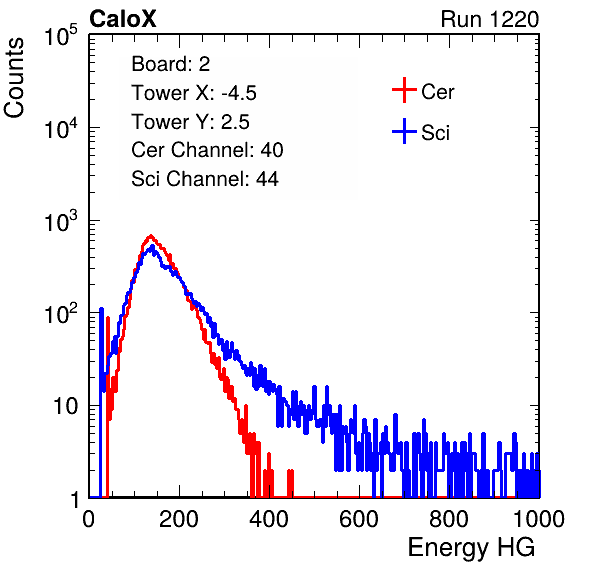 CaloX Run 1220
Counts
Board: 2
Tower X: -4.5
Tower Y: 2.5
Cer Channel: 40
Sci Channel: 44
Cer
Sci
10^5
10^4
10^3
10^2
10
1
0 200 400 600 800 1000
Energy HG